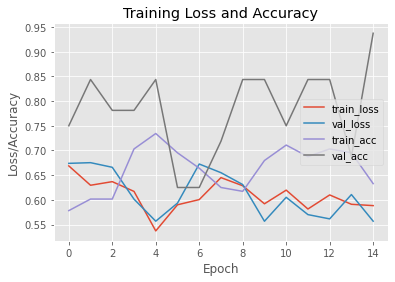 Training Loss and Accuracy
0.95
0.90
0.85
0.80
0.75
0.70
0.65
0.60
0.55
Loss/Accuracy
train_loss
val_loss
train_acc
val_acc
0 2 4 6 8 10 12 14
Epoch